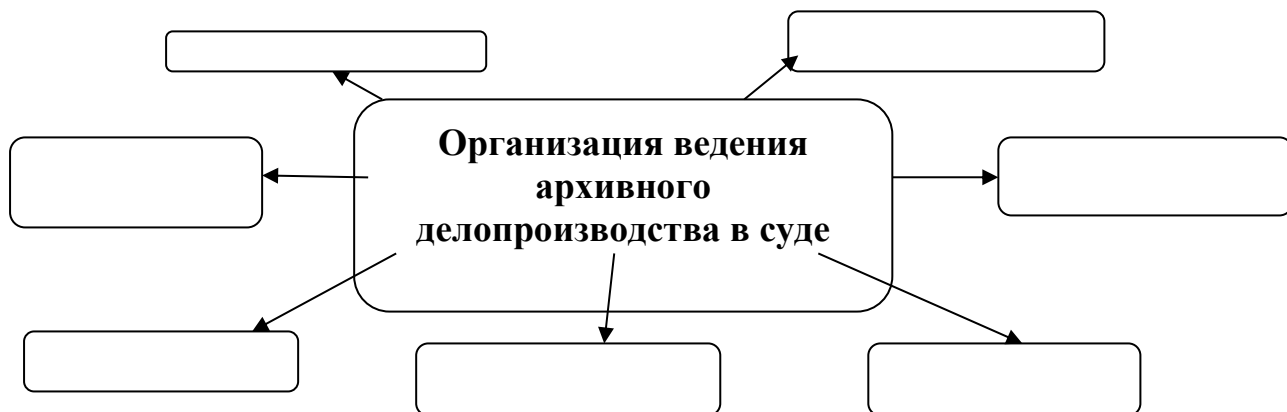 Организация ведения
архивного
делопроизводства в суде